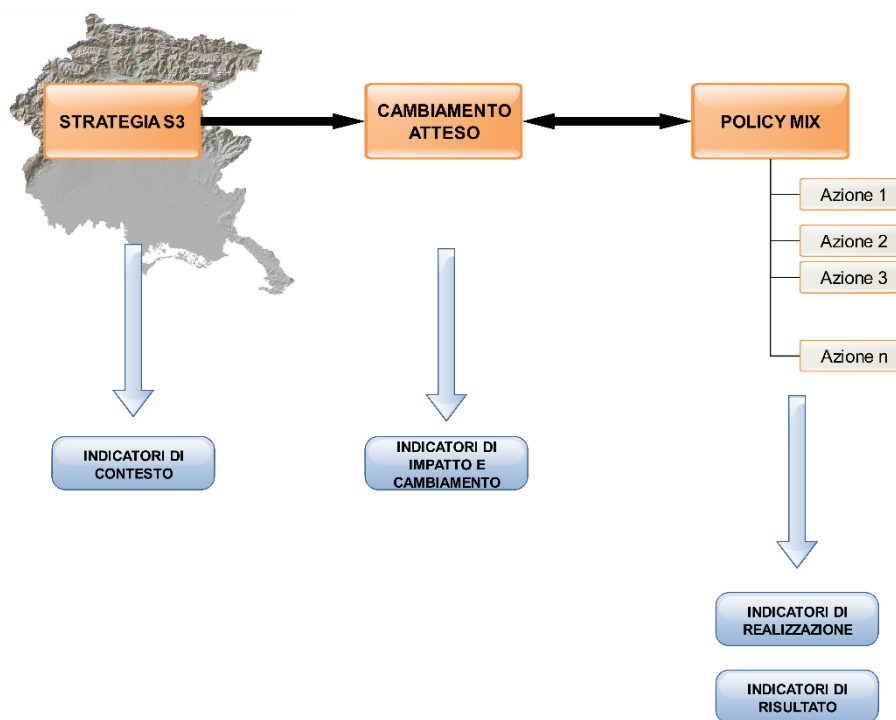 STRATEGIA S3
CAMBIAMENTO
ATTESO
POLICY MIX
Azione 1
Azione 2
Azione 3
Azione n
INDICATORI DI
CONTESTO
INDICATORI DI
IMPATTO E
CAMBIAMENTO
INDICATORI DI
REALIZZAZIONE
INDICATORI DI
RISULTATO